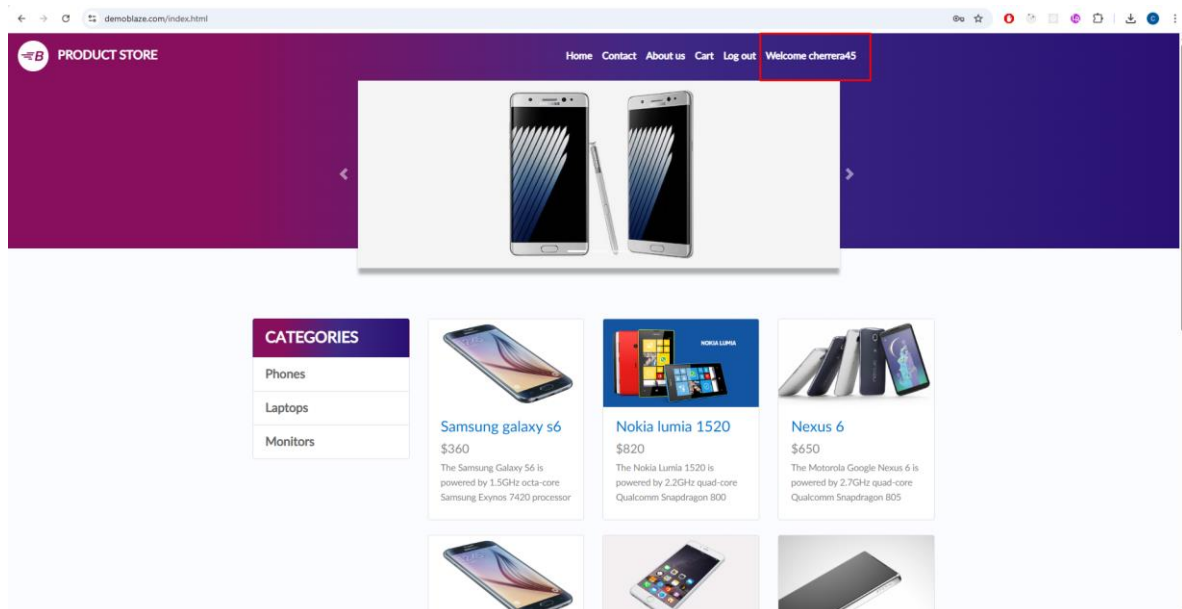 demoblaze.com/index.html
B PRODUCT STORE
Home Contact About us Cart Log out Welcome cherrera45
CATEGORIES
Phones
Laptops
Monitors
NOKIA LUMIA
Samsung galaxy s6
$360
The Samsung Galaxy S6 is
powered by 1.5GHz octa-core
Samsung Exynos 7420 processor
Nokia lumia 1520
$820
The Nokia Lumia 1520 is
powered by 2.2GHz quad-core
Qualcomm Snapdragon 800
Nexus 6
$650
The Motorola Google Nexus 6 is
powered by 2.7GHz quad-core
Qualcomm Snapdragon 805